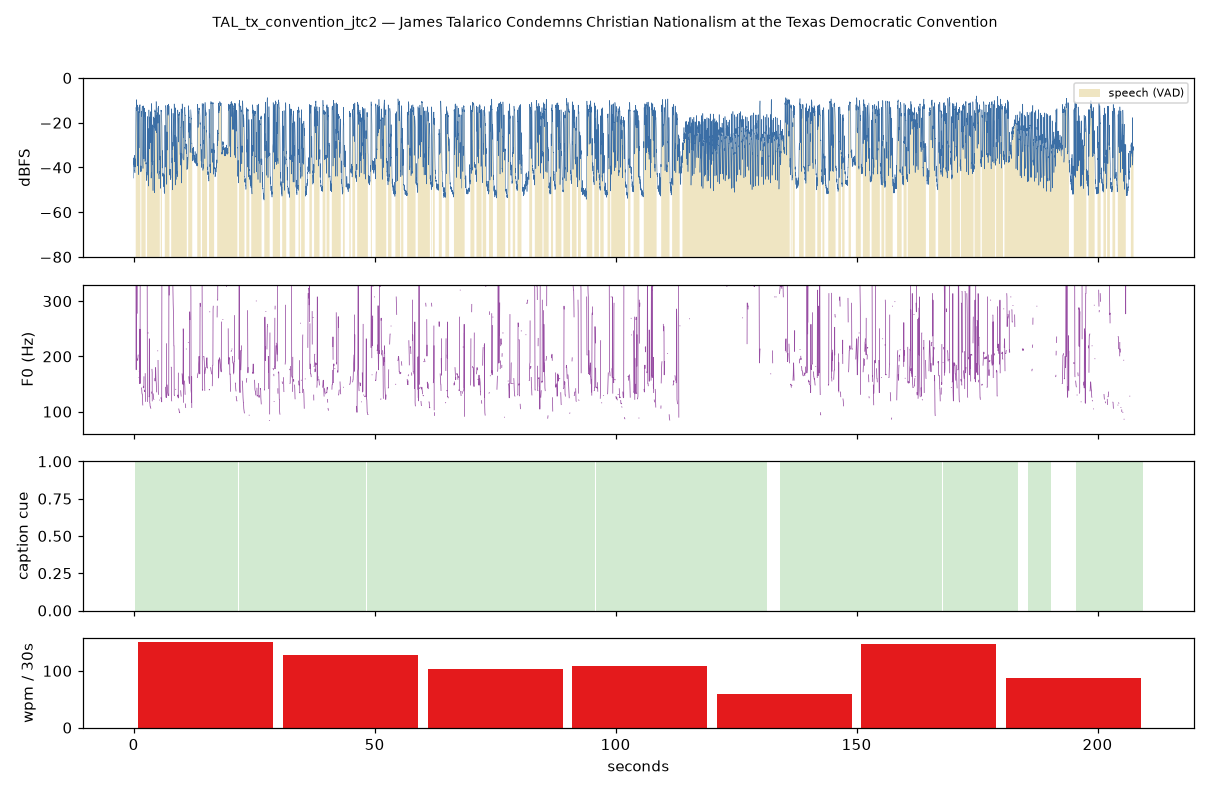 TAL_tx_convention_jtc2 — James Talarico Condemns Christian Nationalism at the Texas Democratic Convention
0
−20
−40
−60
−80
dBFS
speech (VAD)
300
200
100
F0 (Hz)
1.00
0.75
0.50
0.25
0.00
caption cue
100
0
wpm / 30s
0
50
100
150
200
seconds